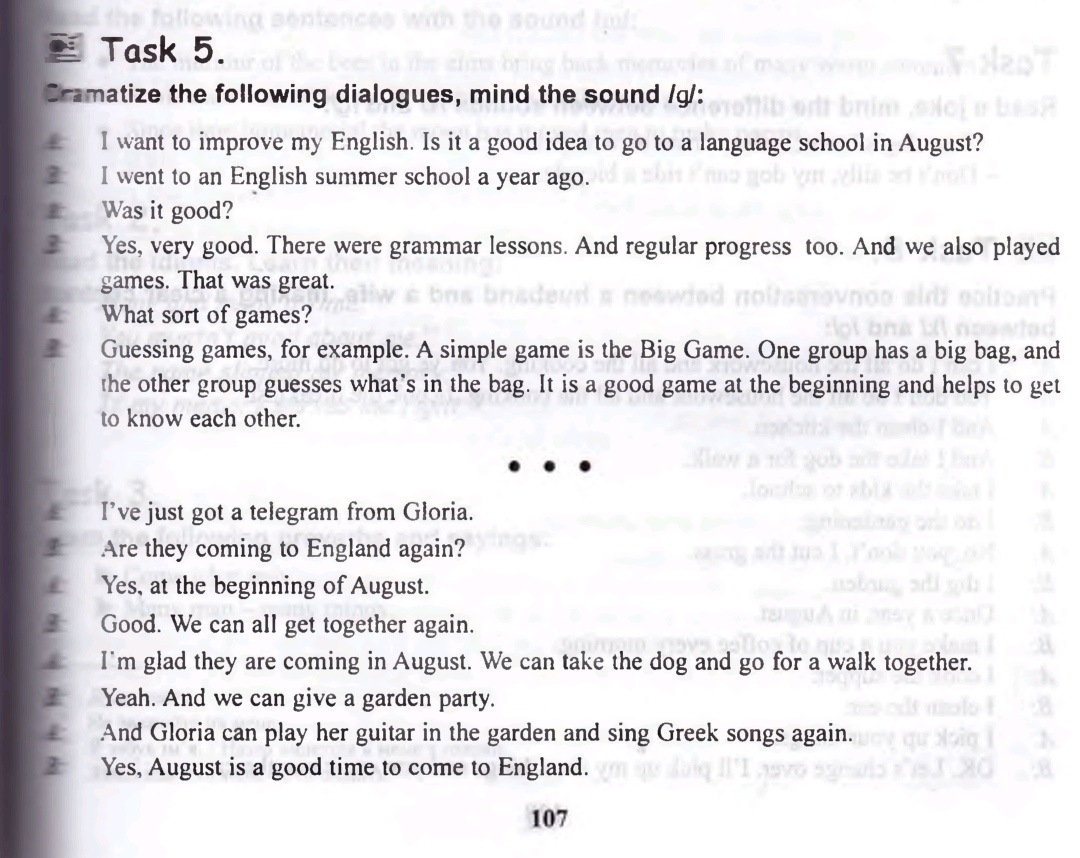 Task 5.
Dramatize the following dialogues, mind the sound /g/:
I want to improve my English. Is it a good idea to go to a language school in August?
I went to an English summer school a year ago.
Was it good?
Yes, very good. There were grammar lessons. And regular progress too. And we also played
games. That was great.
What sort of games?
Guessing games, for example. A simple game is the Big Game. One group has a big bag, and
the other group guesses what's in the bag. It is a good game at the beginning and helps to get
to know each other.
• • •
I've just got a telegram from Gloria.
Are they coming to England again?
Yes, at the beginning of August.
Good. We can all get together again.
I'm glad they are coming in August. We can take the dog and go for a walk together.
Yeah. And we can give a garden party.
And Gloria can play her guitar in the garden and sing Greek songs again.
Yes, August is a good time to come to England.
107